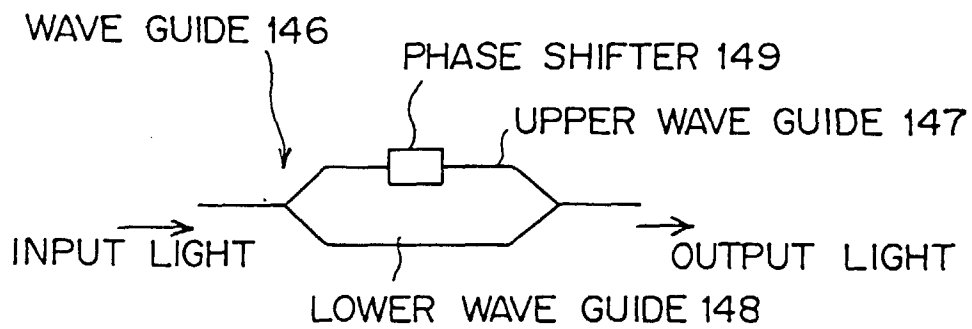 WAVE GUIDE 146
PHASE SHIFTER 149
UPPER WAVE GUIDE 147
INPUT LIGHT
OUTPUT LIGHT
LOWER WAVE GUIDE 148